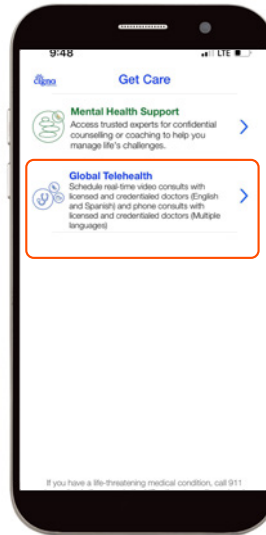 9:48
LTE
Cigna
Get Care
Mental Health Support
Access trusted experts for confidential
counselling or coaching to help you
manage life's challenges.
Global Telehealth
Schedule real-time video consults with
licensed and credentialed doctors (English
and Spanish) and phone consults with
licensed and credentialed doctors (Multiple
languages)
If you have a life-threatening medical condition, call 911